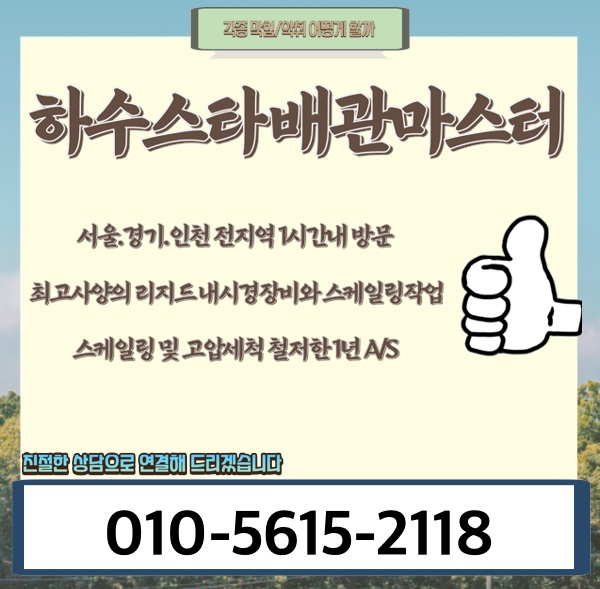 각종 막힘/악취 어떻게 할까
하수스타배관마스터
서울.경기.인천 전지역 1시간내 방문
최고사양의 리지드내시경장비와 스케일링작업
스케일링 및 고압세척 철저한 1년 A/S
친절한 상담으로 연결해 드리겠습니다
010-5615-2118